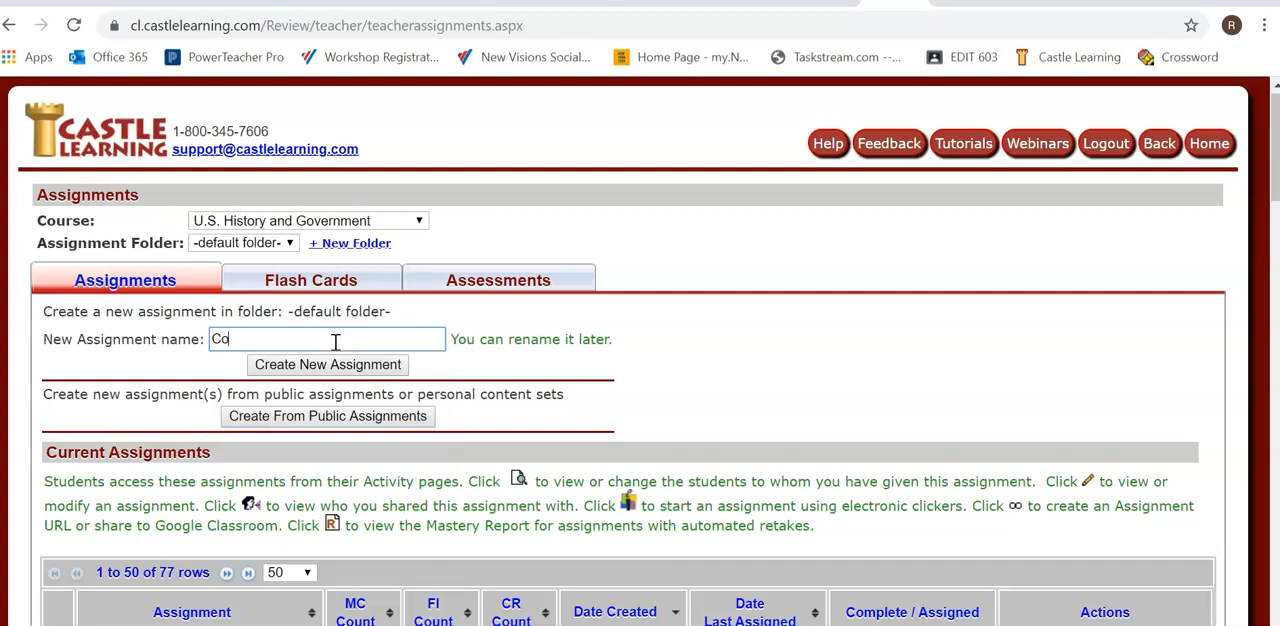 cl.castlelearning.com/Review/teacher/teacherassignments.aspx
R
Apps Office 365 PowerTeacher Pro Workshop Registrat... New Visions Social... Home Page - my.N... Taskstream.com --... EDIT 603 Castle Learning Crossword
CASTLE LEARNING
1-800-345-7606
support@castlelearning.com
Help Feedback Tutorials Webinars Logout Back Home
Assignments
Course: U.S. History and Government
Assignment Folder: -default folder- + New Folder
Assignments Flash Cards Assessments
Create a new assignment in folder: -default folder-
New Assignment name: Co You can rename it later.
Create New Assignment
Create new assignment(s) from public assignments or personal content sets
Create From Public Assignments
Current Assignments
Students access these assignments from their Activity pages. Click to view or change the students to whom you have given this assignment. Click to view or
modify an assignment. Click to view who you shared this assignment with. Click to start an assignment using electronic clickers. Click to create an Assignment
URL or share to Google Classroom. Click R to view the Mastery Report for assignments with automated retakes.
1 to 50 of 77 rows 50
Assignment MC Count FI Count CR Count Date Created Date Last Assigned Complete / Assigned Actions